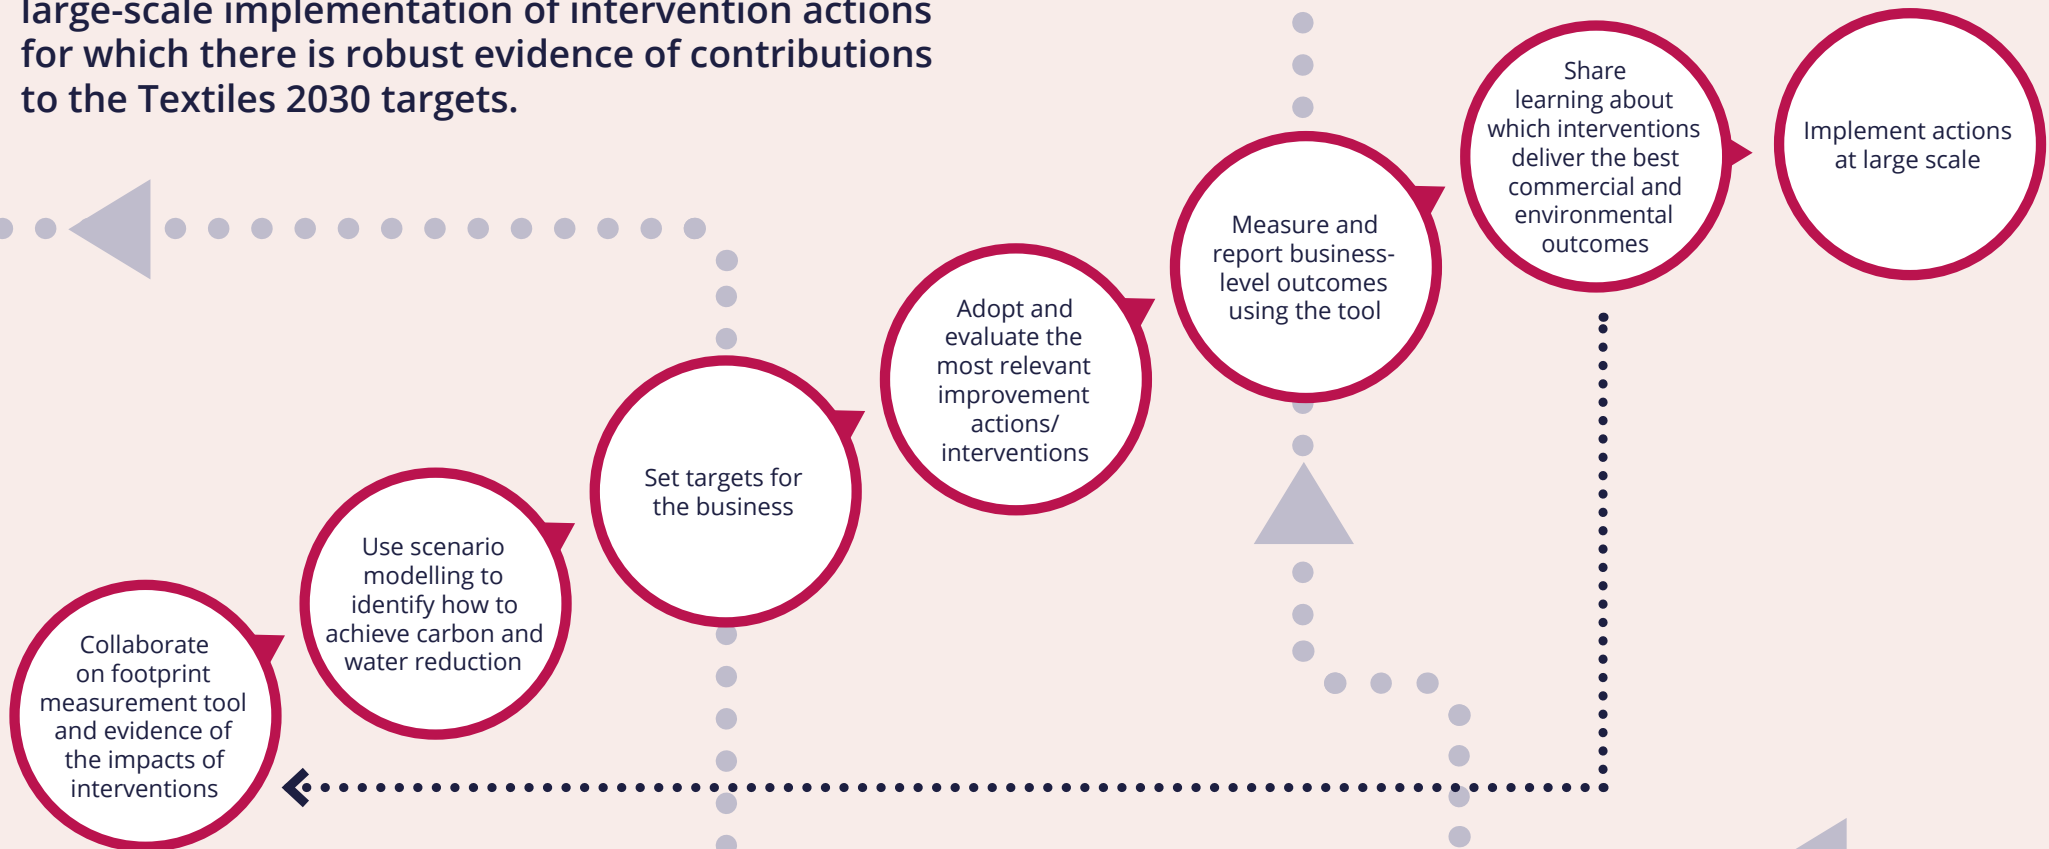 large-scale implementation of intervention actions
for which there is robust evidence of contributions
to the Textiles 2030 targets.
Collaborate
on footprint
measurement tool
and evidence of
the impacts of
interventions
Use scenario
modelling to
identify how to
achieve carbon and
water reduction
Set targets for
the business
Adopt and
evaluate the
most relevant
improvement
actions/
interventions
Measure and
report business-
level outcomes
using the tool
Share
learning about
which interventions
deliver the best
commercial and
environmental
outcomes
Implement actions
at large scale